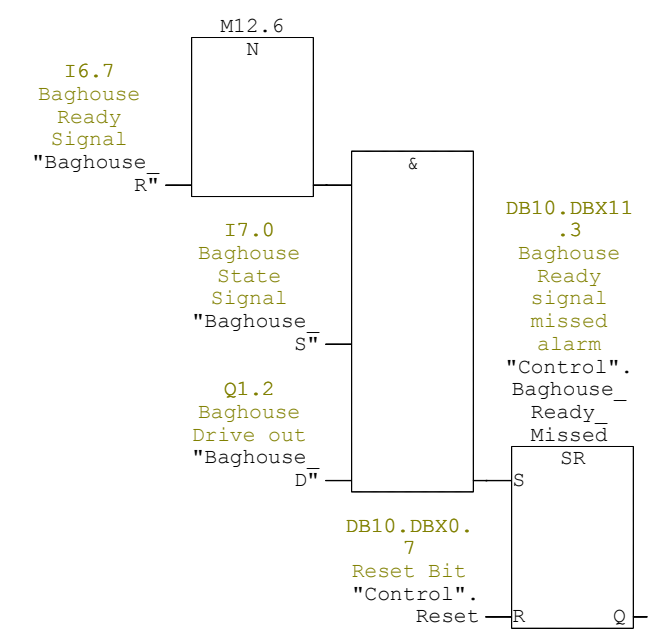 M12.6
N
I6.7
Baghouse
Ready
Signal
"Baghouse_
R"
&
I7.0
Baghouse
State
Signal
"Baghouse_
S"
Q1.2
Baghouse
Drive out
"Baghouse_
D"
DB10.DBX11
.3
Baghouse
Ready
signal
missed
alarm
"Control".
Baghouse_
Ready_
Missed
SR
S
DB10.DBX0.
7
Reset Bit
"Control".
Reset
R
Q